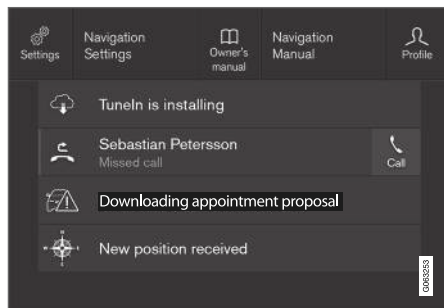 Settings
Navigation
Settings
Owner's
manual
Navigation
Manual
Profile
TuneIn is installing
Sebastian Petersson
Missed call
Call
Downloading appointment proposal
New position received
G063253